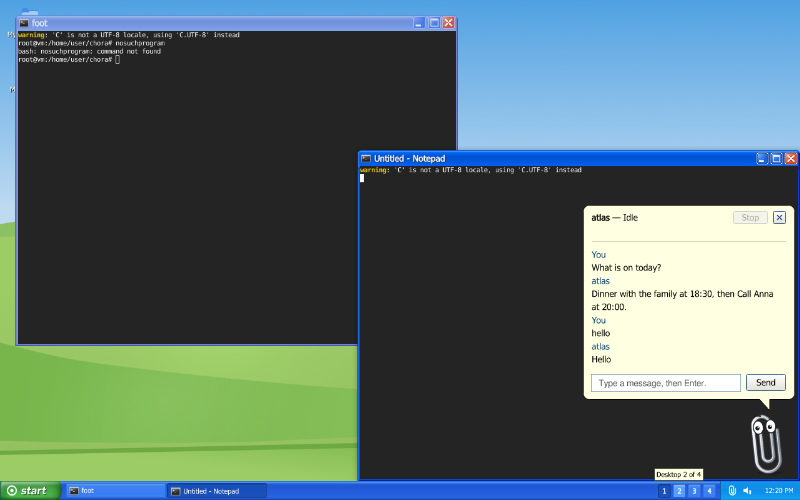 foot
warning: 'C' is not a UTF-8 locale, using 'C.UTF-8' instead
root@vm:/home/user/chora# nosuchprogram
bash: nosuchprogram: command not found
root@vm:/home/user/chora#
Untitled - Notepad
warning: 'C' is not a UTF-8 locale, using 'C.UTF-8' instead
atlas — Idle
Stop
You
What is on today?
atlas
Dinner with the family at 18:30, then Call Anna
at 20:00.
You
hello
atlas
Hello
Type a message, then Enter.
Send
Desktop 2 of 4
start
foot
Untitled - Notepad
1 2 3 4
12:20 PM